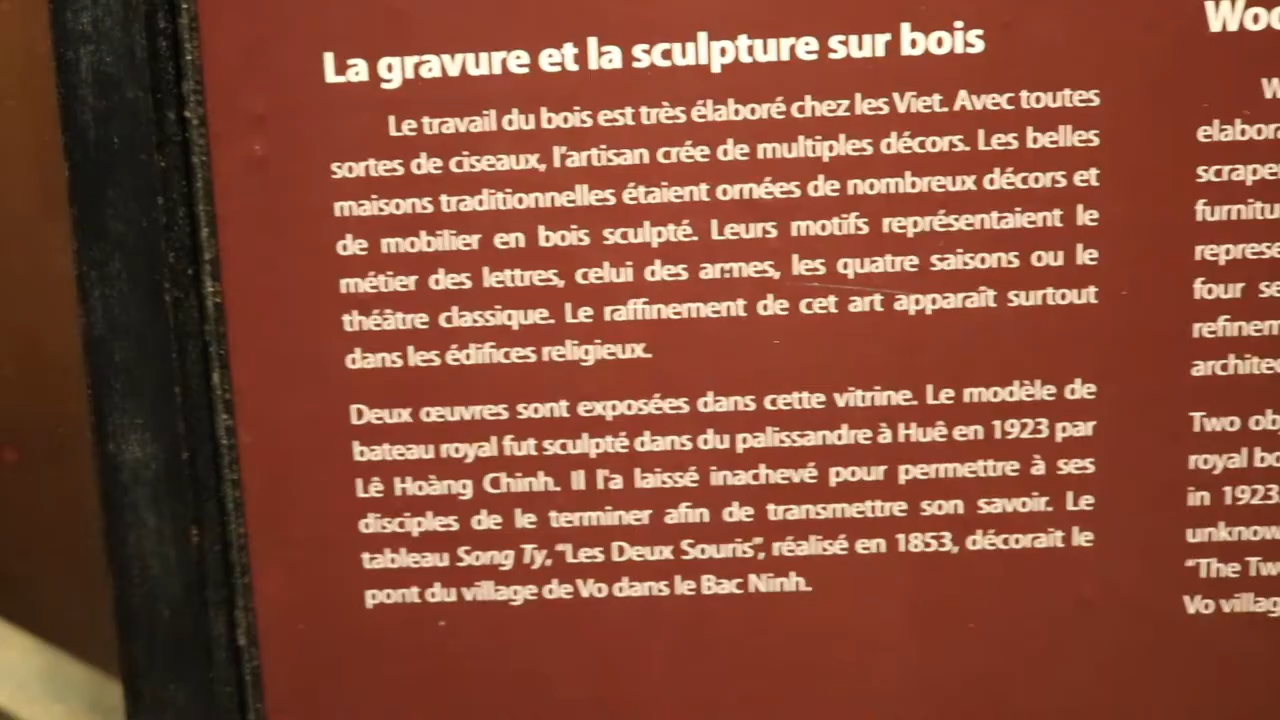 La gravure et la sculpture sur bois
Le travail du bois est très élaboré chez les Viet. Avec toutes
sortes de ciseaux, l'artisan crée de multiples décors. Les belles
maisons traditionnelles étaient ornées de nombreux décors et
de mobilier en bois sculpté. Leurs motifs représentaient le
métier des lettres, celui des armes, les quatre saisons ou le
théâtre classique. Le raffinement de cet art apparaît surtout
dans les édifices religieux.
Deux œuvres sont exposées dans cette vitrine. Le modèle de
bateau royal fut sculpté dans du palissandre à Huê en 1923 par
Lê Hoàng Chinh. Il l'a laissé inachevé pour permettre à ses
disciples de le terminer afin de transmettre son savoir. Le
tableau Song Ty, "Les Deux Souris", réalisé en 1853, décorait le
pont du village de Vo dans le Bac Ninh.
four
refinem
Two ob
royal bo
in 1923
unknow
"The Tw
Vo villag